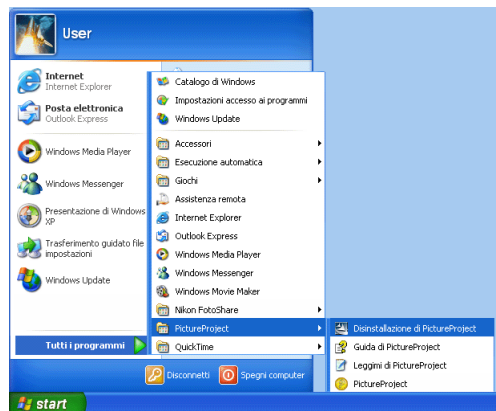 User
Internet
Internet Explorer
Posta elettronica
Outlook Express
Windows Media Player
Windows Messenger
Presentazione di Windows
XP
Trasferimento guidato file
impostazioni
Windows Update
Tutti i programmi
Catalogo di Windows
Impostazioni accesso ai programmi
Windows Update
Accessori
Esecuzione automatica
Giochi
Assistenza remota
Internet Explorer
Outlook Express
Windows Media Player
Windows Messenger
Windows Movie Maker
Nikon FotoShare
PictureProject
QuickTime
Disinstallazione di PictureProject
Guida di PictureProject
Leggimi di PictureProject
PictureProject
Disconnetti
Spegni computer
start